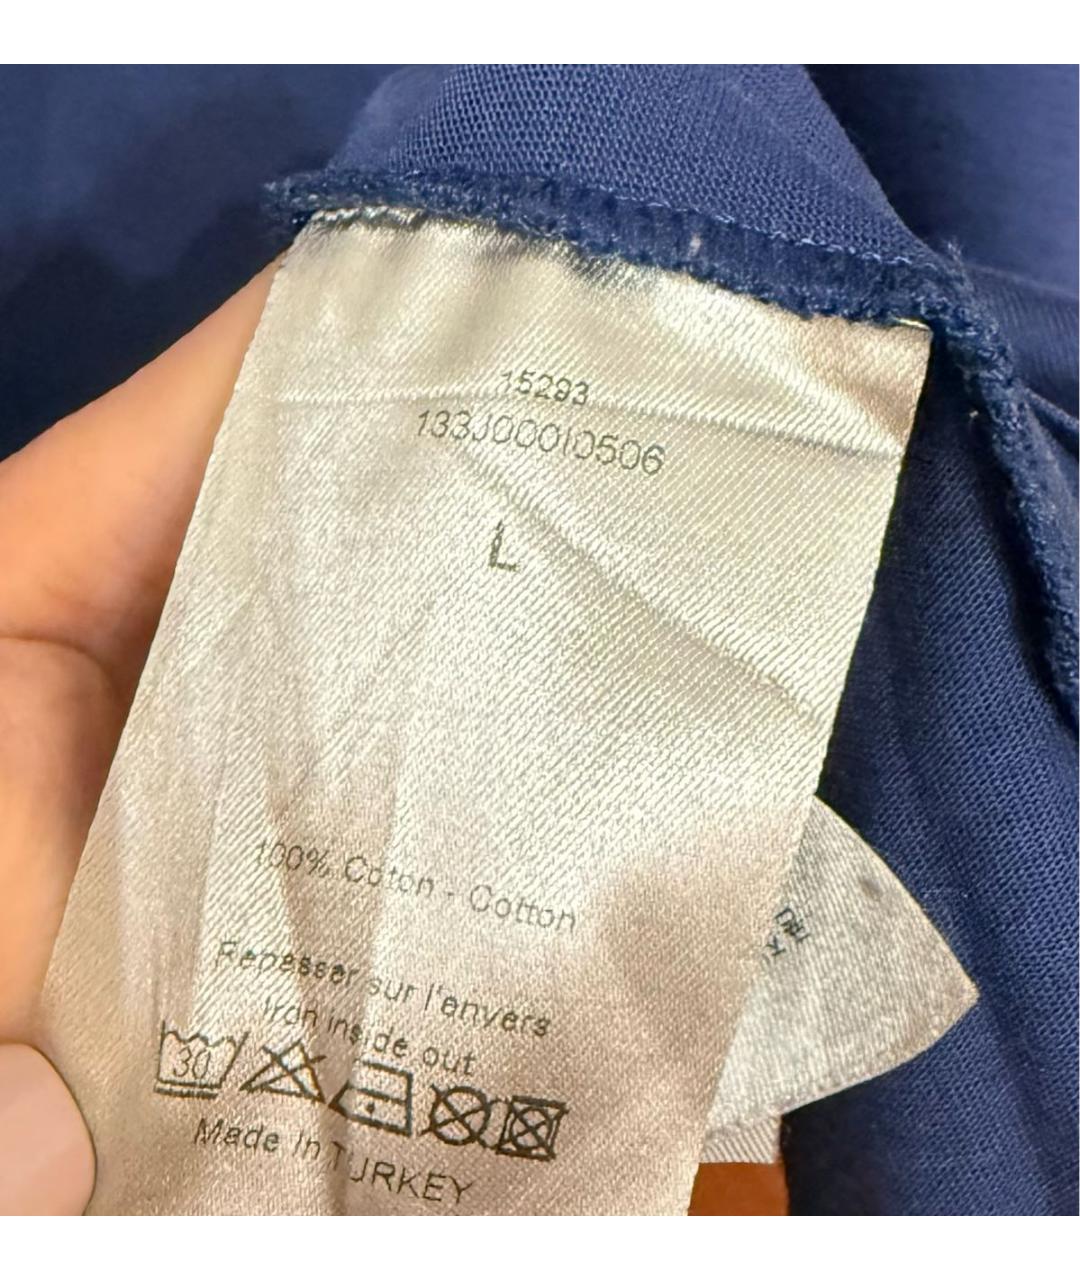 15293
133J000I0506
L
100% Coton - Cotton
Repasser sur l'envers
Iron inside out
30
Made In TURKEY